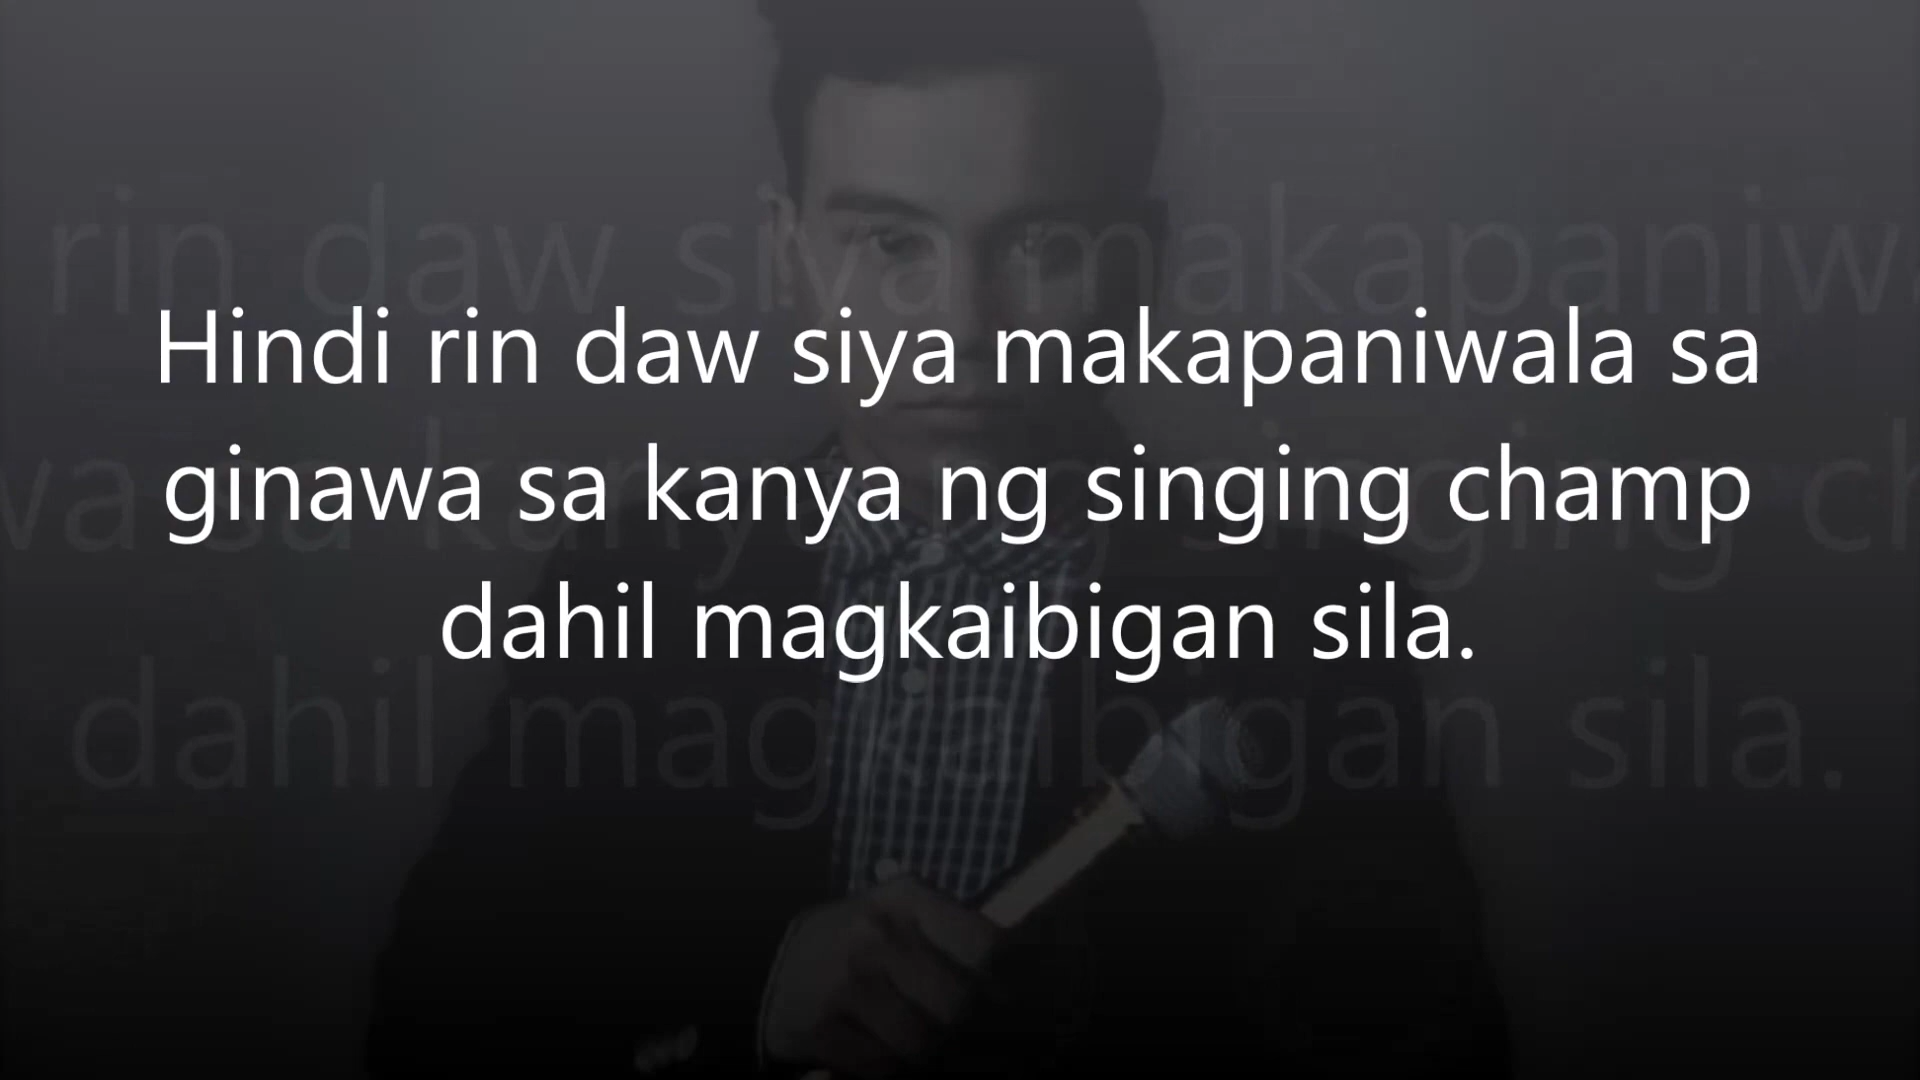 Hindi rin daw siya makapaniwala sa
ginawa sa kanya ng singing champ
dahil magkaibigan sila.